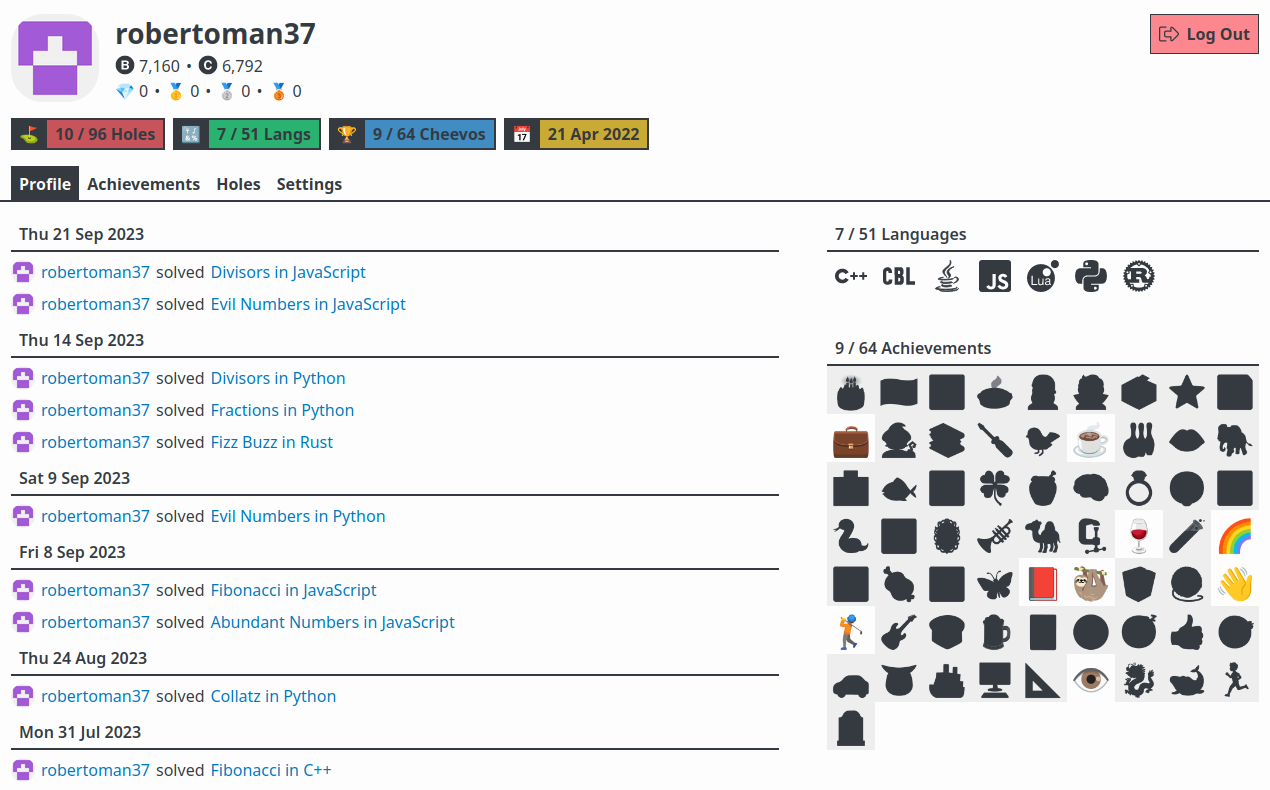 robertoman37
Log Out
B 7,160 • C 6,792
💎 0 • 🥇 0 • 🥈 0 • 🥉 0
10 / 96 Holes
7 / 51 Langs
9 / 64 Cheevos
21 Apr 2022
Profile Achievements Holes Settings
Thu 21 Sep 2023
robertoman37 solved Divisors in JavaScript
robertoman37 solved Evil Numbers in JavaScript
Thu 14 Sep 2023
robertoman37 solved Divisors in Python
robertoman37 solved Fractions in Python
robertoman37 solved Fizz Buzz in Rust
Sat 9 Sep 2023
robertoman37 solved Evil Numbers in Python
Fri 8 Sep 2023
robertoman37 solved Fibonacci in JavaScript
robertoman37 solved Abundant Numbers in JavaScript
Thu 24 Aug 2023
robertoman37 solved Collatz in Python
Mon 31 Jul 2023
robertoman37 solved Fibonacci in C++
7 / 51 Languages
C++ CBL JS Lua R
9 / 64 Achievements